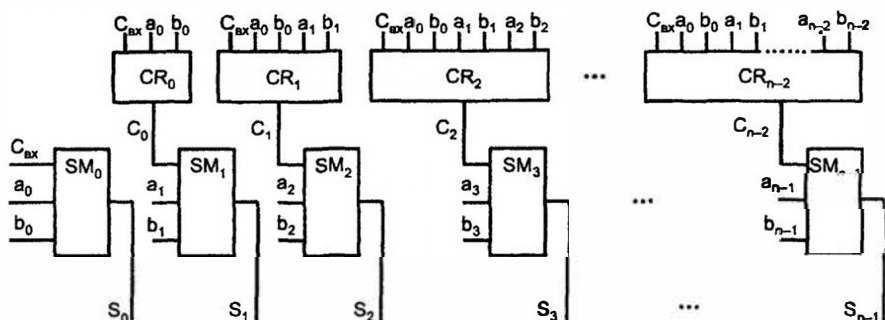 Cвх a0 b0 Cвх a0 b0 a1 b1 Cвх a0 b0 a1 b1 a2 b2 Cвх a0 b0 a1 b1 ........ an–2 bn–2
CR0 CR1 CR2 ... CRn–2
C0 C1 C2 Cn–2
Cвх SM0 SM1 SM2 SM3
a0 a1 a2 a3 ... an–1
b0 b1 b2 b3 bn–1
S0 S1 S2 S3 ... Sn–1